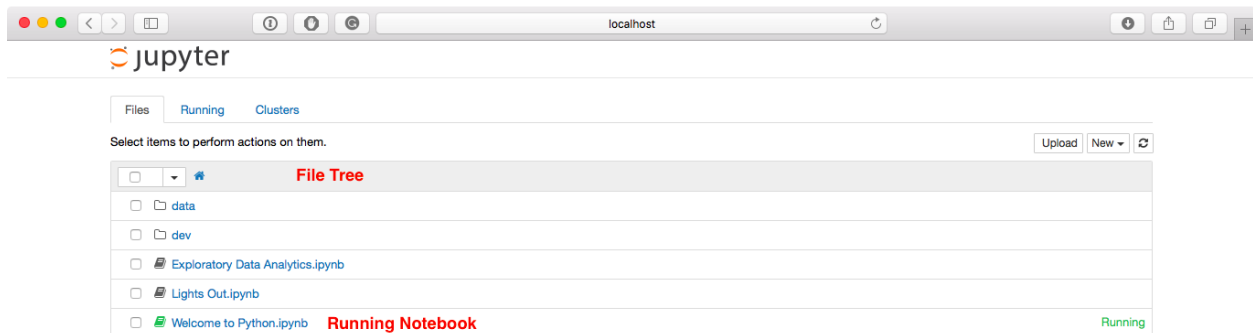 localhost
jupyter
Files Running Clusters
Select items to perform actions on them. Upload New
File Tree
data
dev
Exploratory Data Analytics.ipynb
Lights Out.ipynb
Welcome to Python.ipynb Running Notebook Running